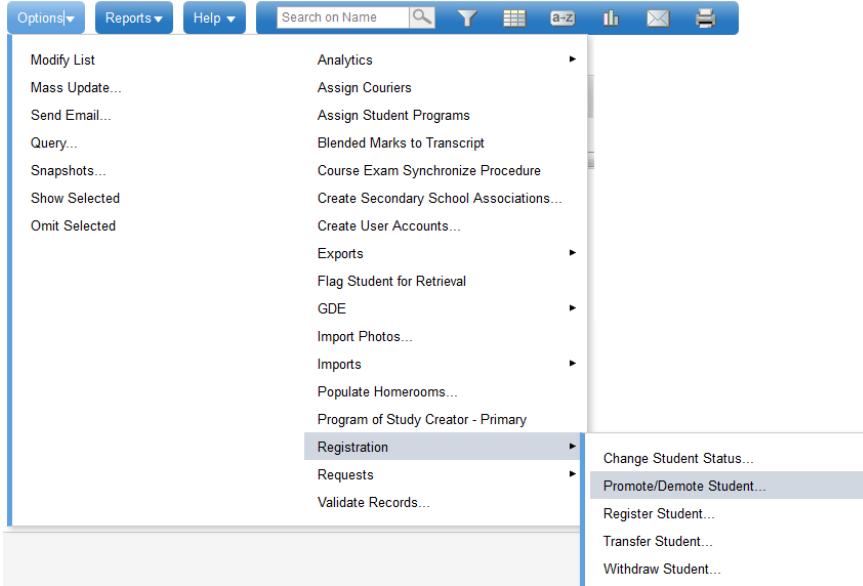 Options Reports Help Search on Name a-z
Modify List
Mass Update...
Send Email...
Query...
Snapshots...
Show Selected
Omit Selected
Analytics
Assign Couriers
Assign Student Programs
Blended Marks to Transcript
Course Exam Synchronize Procedure
Create Secondary School Associations...
Create User Accounts...
Exports
Flag Student for Retrieval
GDE
Import Photos...
Imports
Populate Homerooms...
Program of Study Creator - Primary
Registration
Requests
Validate Records...
Change Student Status...
Promote/Demote Student...
Register Student...
Transfer Student...
Withdraw Student...